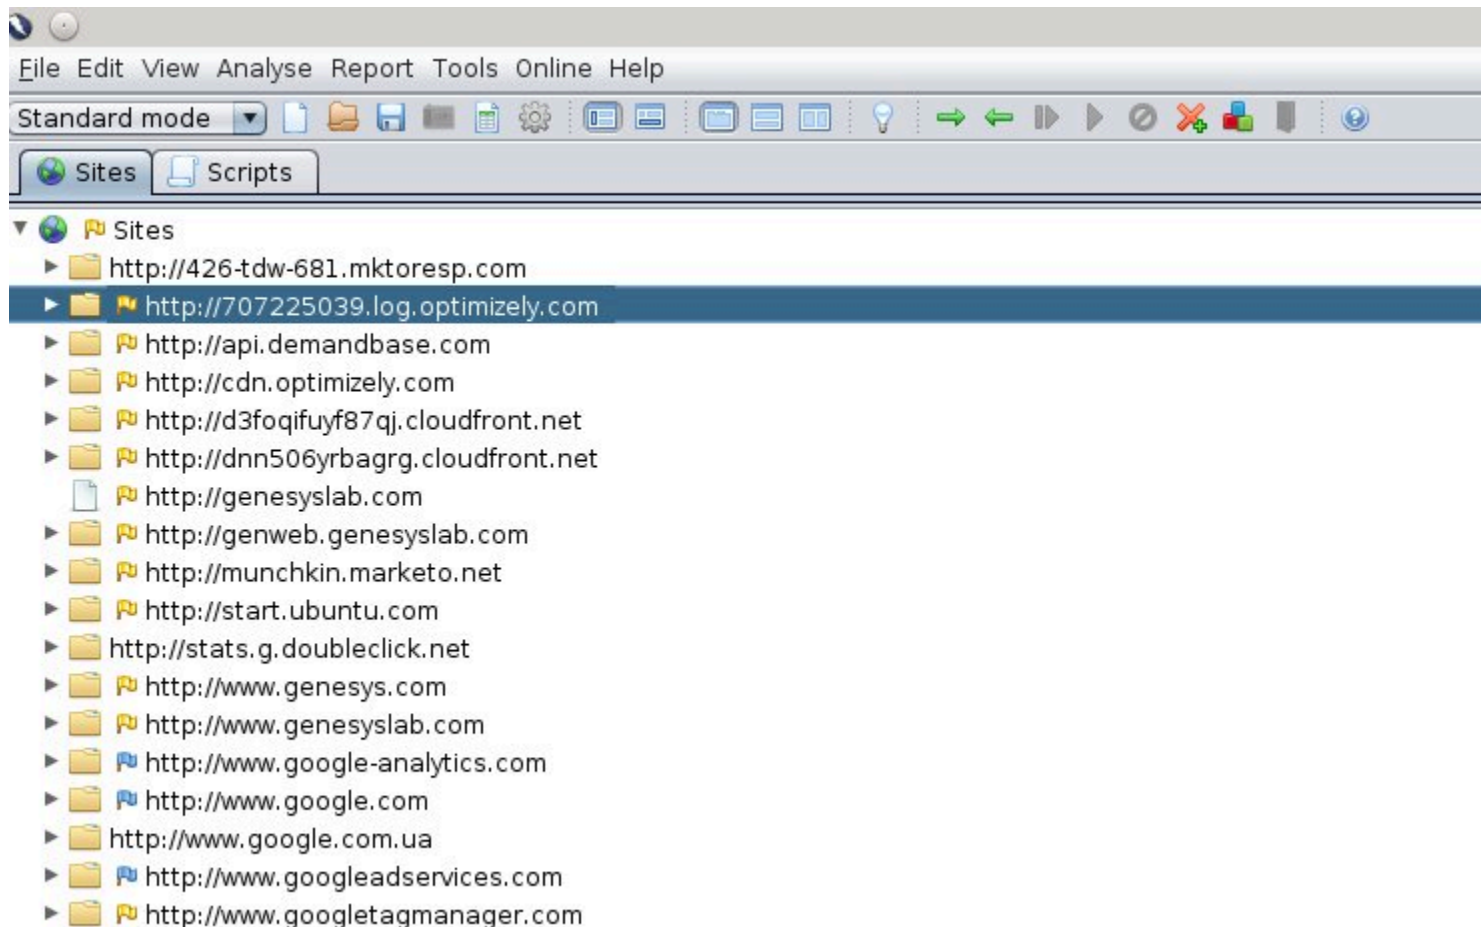 File Edit View Analyse Report Tools Online Help
Standard mode
Sites Scripts
Sites
http://426-tdw-681.mktoresp.com
http://707225039.log.optimizely.com
http://api.demandbase.com
http://cdn.optimizely.com
http://d3foqifuyf87qj.cloudfront.net
http://dnn506yrbagrg.cloudfront.net
http://genesyslab.com
http://genweb.genesyslab.com
http://munchkin.marketo.net
http://start.ubuntu.com
http://stats.g.doubleclick.net
http://www.genesys.com
http://www.genesyslab.com
http://www.google-analytics.com
http://www.google.com
http://www.google.com.ua
http://www.googleadservices.com
http://www.googletagmanager.com